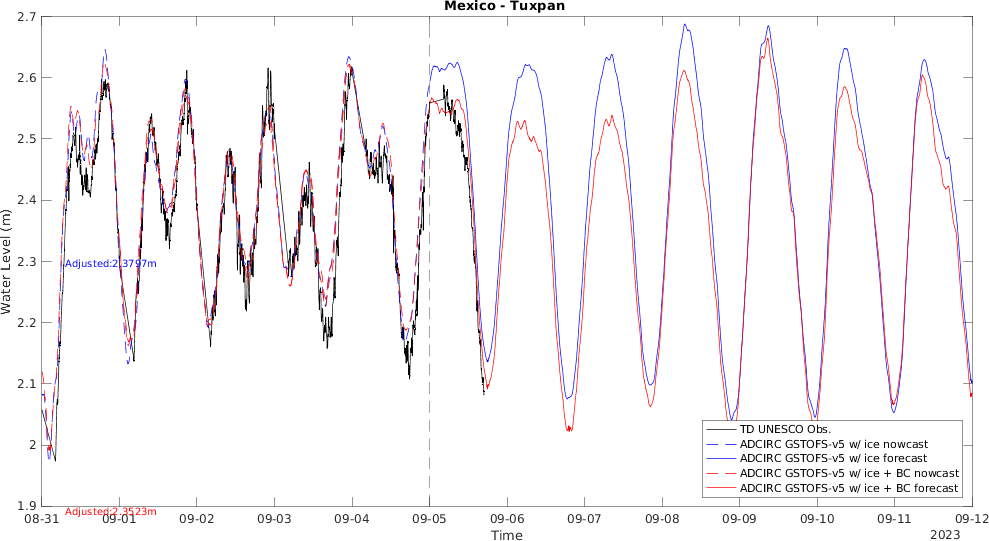 Mexico - Tuxpan
2.7
2.6
2.5
2.4
2.3
2.2
2.1
2
1.9
Water Level (m)
Adjusted:2.3797m
Adjusted:2.3523m
TD UNESCO Obs.
ADCIRC GSTOFS-v5 w/ ice nowcast
ADCIRC GSTOFS-v5 w/ ice forecast
ADCIRC GSTOFS-v5 w/ ice + BC nowcast
ADCIRC GSTOFS-v5 w/ ice + BC forecast
08-31 09-01 09-02 09-03 09-04 09-05 09-06 09-07 09-08 09-09 09-10 09-11 09-12
Time
2023